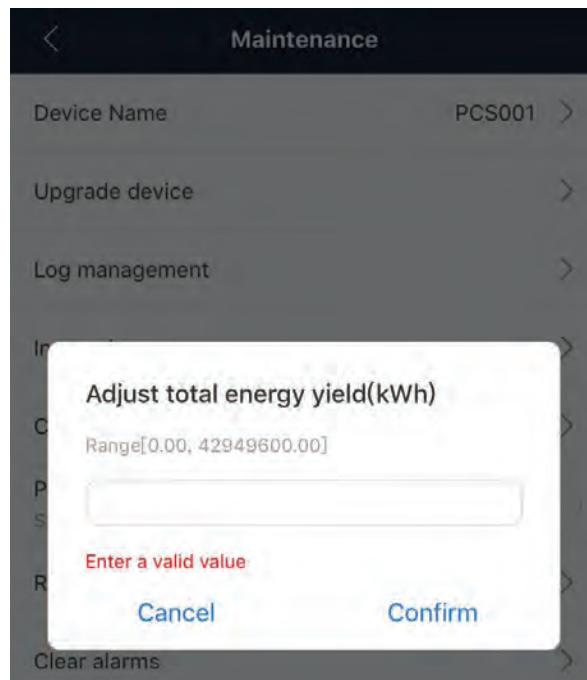 Maintenance
Device Name PCS001
Upgrade device
Log management
Adjust total energy yield(kWh)
Range[0.00, 42949600.00]
Enter a valid value
Cancel Confirm
Clear alarms